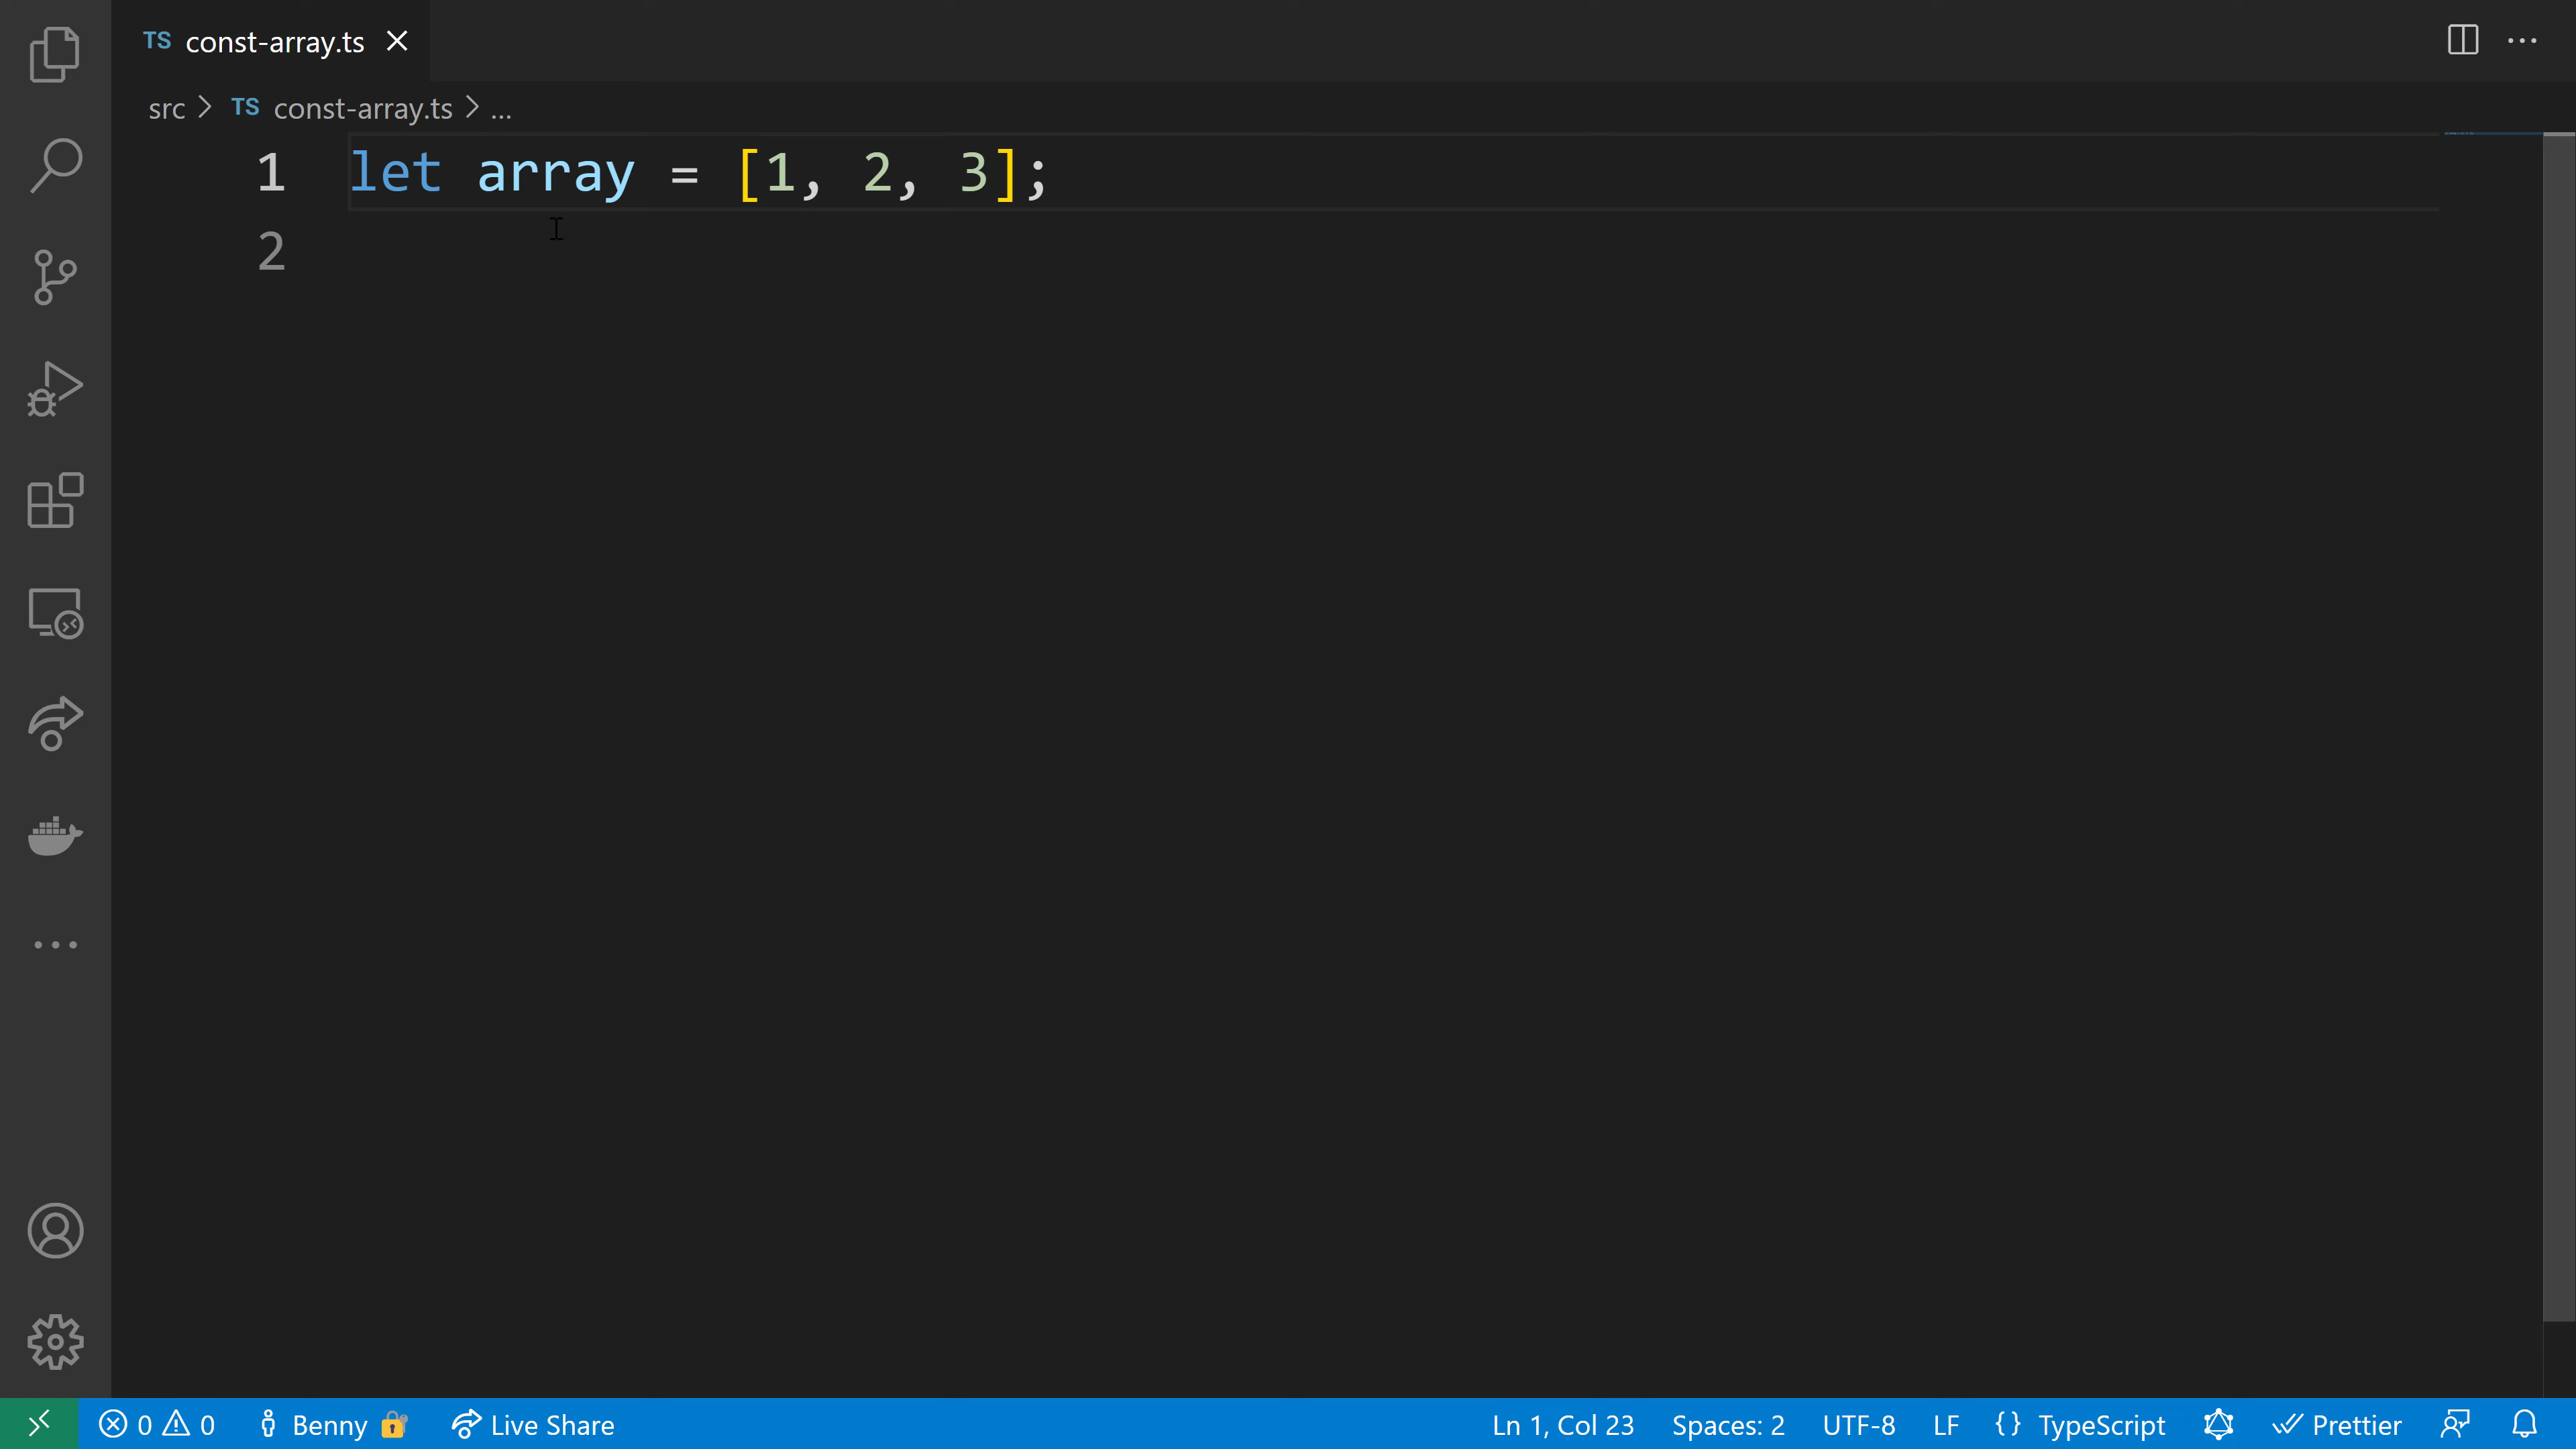 TS const-array.ts
src > TS const-array.ts > ...
1 let array = [1, 2, 3];
2
0 0 Benny Live Share Ln 1, Col 23 Spaces: 2 UTF-8 LF {} TypeScript Prettier